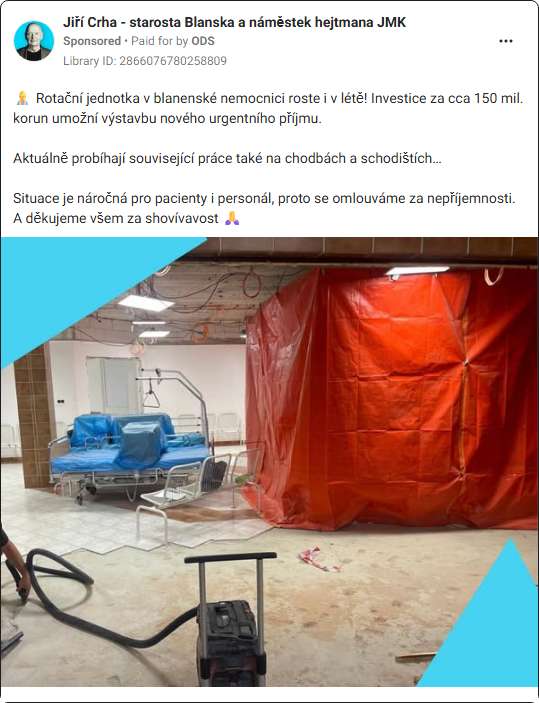 Jiří Crha - starosta Blanska a náměstek hejtmana JMK
Sponsored • Paid for by ODS
Library ID: 2866076780258809
👷 Rotační jednotka v blanenské nemocnici roste i v létě! Investice za cca 150 mil.
korun umožní výstavbu nového urgentního příjmu.
Aktuálně probíhají související práce také na chodbách a schodištích…
Situace je náročná pro pacienty i personál, proto se omlouváme za nepříjemnosti.
A děkujeme všem za shovívavost 🙏